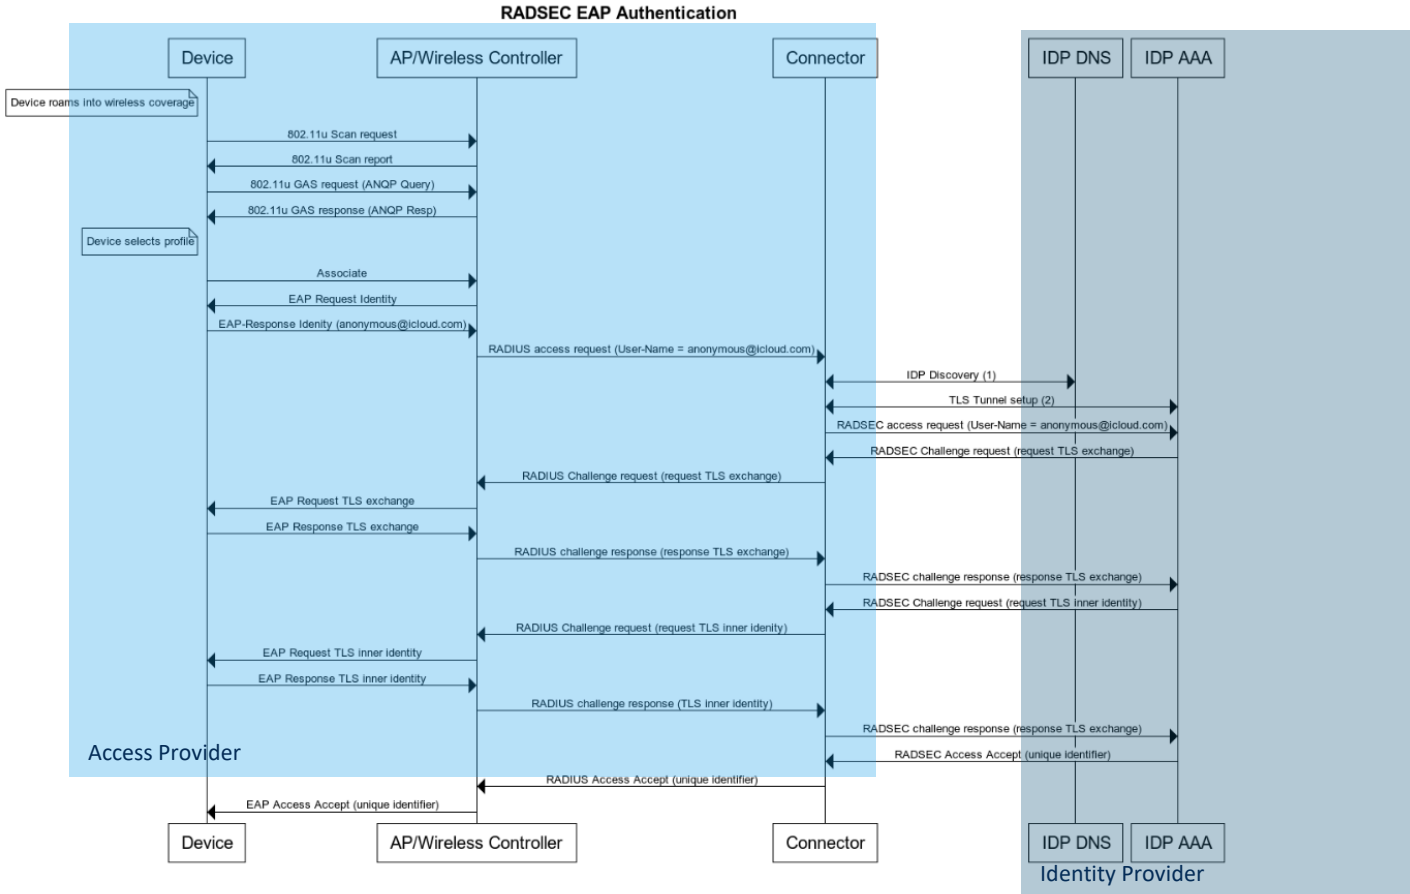 RADSEC EAP Authentication
Device
AP/Wireless Controller
Connector
IDP DNS
IDP AAA
Device roams into wireless coverage
802.11u Scan request
802.11u Scan report
802.11u GAS request (ANQP Query)
802.11u GAS response (ANQP Resp)
Device selects profile
Associate
EAP Request Identity
EAP-Response Idenity (anonymous@icloud.com)
RADIUS access request (User-Name = anonymous@icloud.com)
IDP Discovery (1)
TLS Tunnel setup (2)
RADSEC access request (User-Name = anonymous@icloud.com)
RADSEC Challenge request (request TLS exchange)
RADIUS Challenge request (request TLS exchange)
EAP Request TLS exchange
EAP Response TLS exchange
RADIUS challenge response (response TLS exchange)
RADSEC challenge response (response TLS exchange)
RADSEC Challenge request (request TLS inner identity)
RADIUS Challenge request (request TLS inner idenity)
EAP Request TLS inner identity
EAP Response TLS inner identity
RADIUS challenge response (TLS inner identity)
RADSEC challenge response (response TLS exchange)
Access Provider
RADSEC Access Accept (unique identifier)
RADIUS Access Accept (unique identifier)
EAP Access Accept (unique identifier)
Device
AP/Wireless Controller
Connector
IDP DNS
IDP AAA
Identity Provider